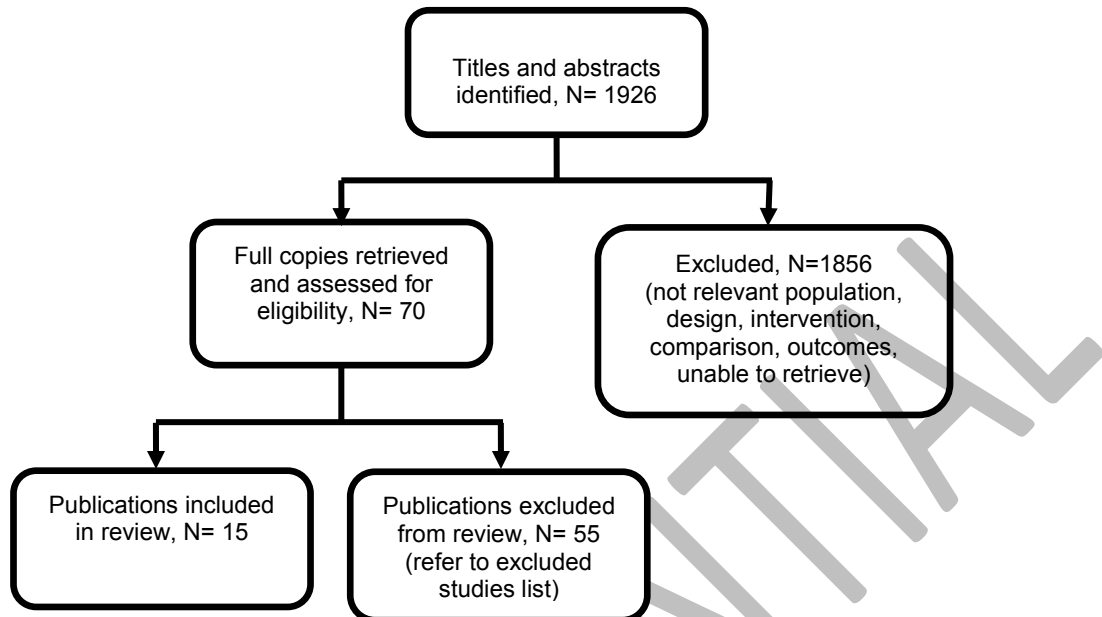 Titles and abstracts
identified, N= 1926
Full copies retrieved
and assessed for
eligibility, N= 70
Excluded, N=1856
(not relevant population,
design, intervention,
comparison, outcomes,
unable to retrieve)
Publications included
in review, N= 15
Publications excluded
from review, N= 55
(refer to excluded
studies list)
NTIAL